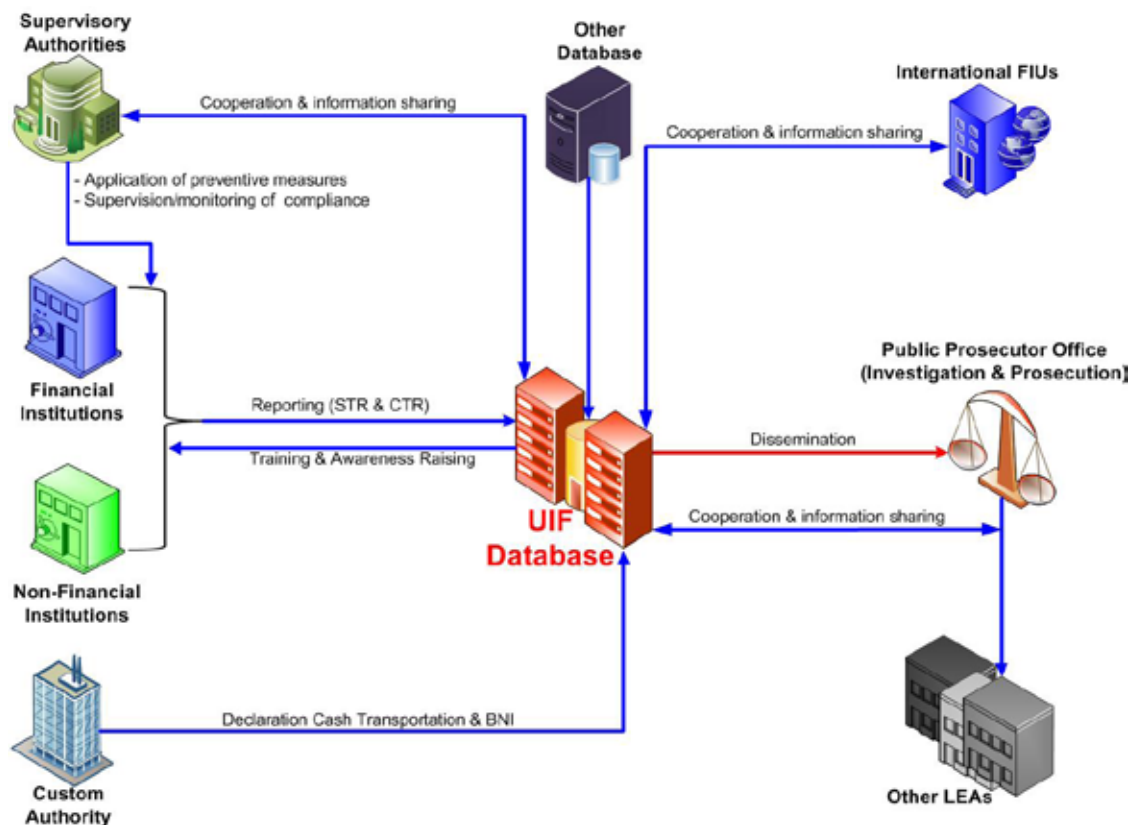 Supervisory
Authorities
Other
Database
International FIUs
Cooperation & information sharing
Cooperation & information sharing
- Application of preventive measures
- Supervision/monitoring of compliance
Financial
Institutions
Public Prosecutor Office
(Investigation & Prosecution)
Reporting (STR & CTR)
Dissemination
Training & Awareness Raising
UIF
Database
Cooperation & information sharing
Non-Financial
Institutions
Declaration Cash Transportation & BNI
Custom
Authority
Other LEAs